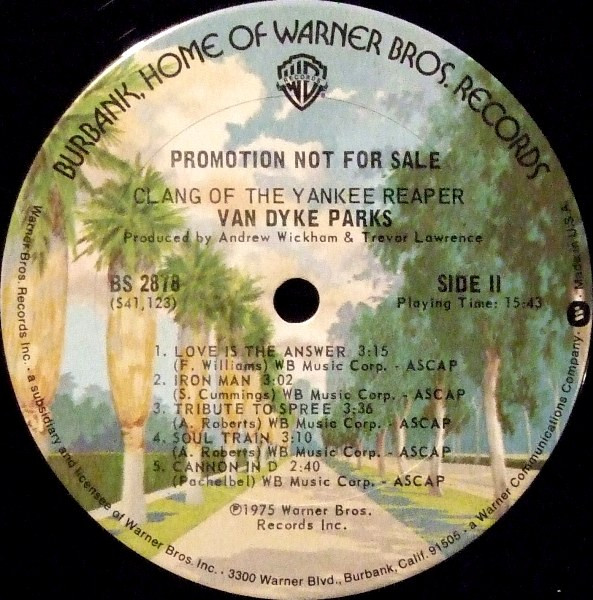 BURBANK, HOME OF WARNER BROS. RECORDS
WB
RECORDS
PROMOTION NOT FOR SALE
CLANG OF THE YANKEE REAPER
VAN DYKE PARKS
Produced by Andrew Wickham & Trevor Lawrence
BS 2878
(S41,123)
SIDE II
Playing Time: 15:43
1. LOVE IS THE ANSWER 3:15
(F. Williams) WB Music Corp. - ASCAP
2. IRON MAN 3:02
(S. Cummings) WB Music Corp. - ASCAP
3. TRIBUTE TO SPREE 3:36
(A. Roberts) WB Music Corp. - ASCAP
4. SOUL TRAIN 3:10
(A. Roberts) WB Music Corp. - ASCAP
5. CANNON IN D 2:40
(Pachelbel) WB Music Corp. - ASCAP
℗1975 Warner Bros.
Records Inc.
Warner Bros. Records Inc. - a subsidiary and licensee of Warner Bros. Inc. - 3300 Warner Blvd., Burbank, Calif. 91505 - a Warner Communications Company.
Made in U.S.A.